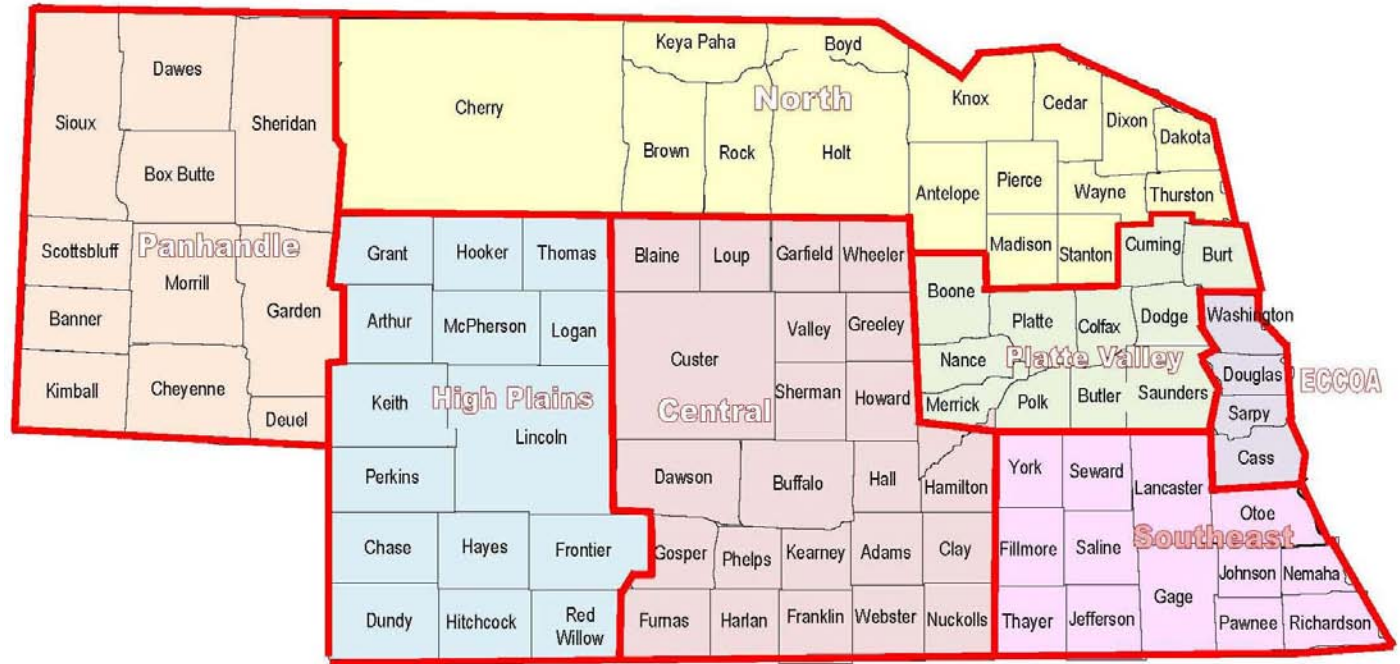 Keya Paha
Boyd
Dawes
Cherry
North
Knox
Cedar
Sioux
Sheridan
Dixon
Dakota
Brown
Rock
Holt
Box Butte
Antelope
Pierce
Wayne
Thurston
Scottsbluff
Panhandle
Grant
Hooker
Thomas
Blaine
Loup
Garfield
Wheeler
Madison
Stanton
Cuming
Burt
Morrill
Garden
Boone
Banner
Arthur
McPherson
Logan
Valley
Greeley
Platte
Colfax
Dodge
Washington
Custer
Nance
Platte Valley
Kimball
Cheyenne
Keith
High Plains
Central
Sherman
Howard
Merrick
Polk
Butler
Saunders
Douglas
ECCOA
Deuel
Lincoln
Sarpy
Cass
Perkins
Dawson
Buffalo
Hall
Hamilton
York
Seward
Lancaster
Otoe
Chase
Hayes
Frontier
Gosper
Phelps
Kearney
Adams
Clay
Fillmore
Saline
Southeast
Johnson
Nemaha
Gage
Dundy
Hitchcock
Red
Willow
Furnas
Harlan
Franklin
Webster
Nuckolls
Thayer
Jefferson
Pawnee
Richardson